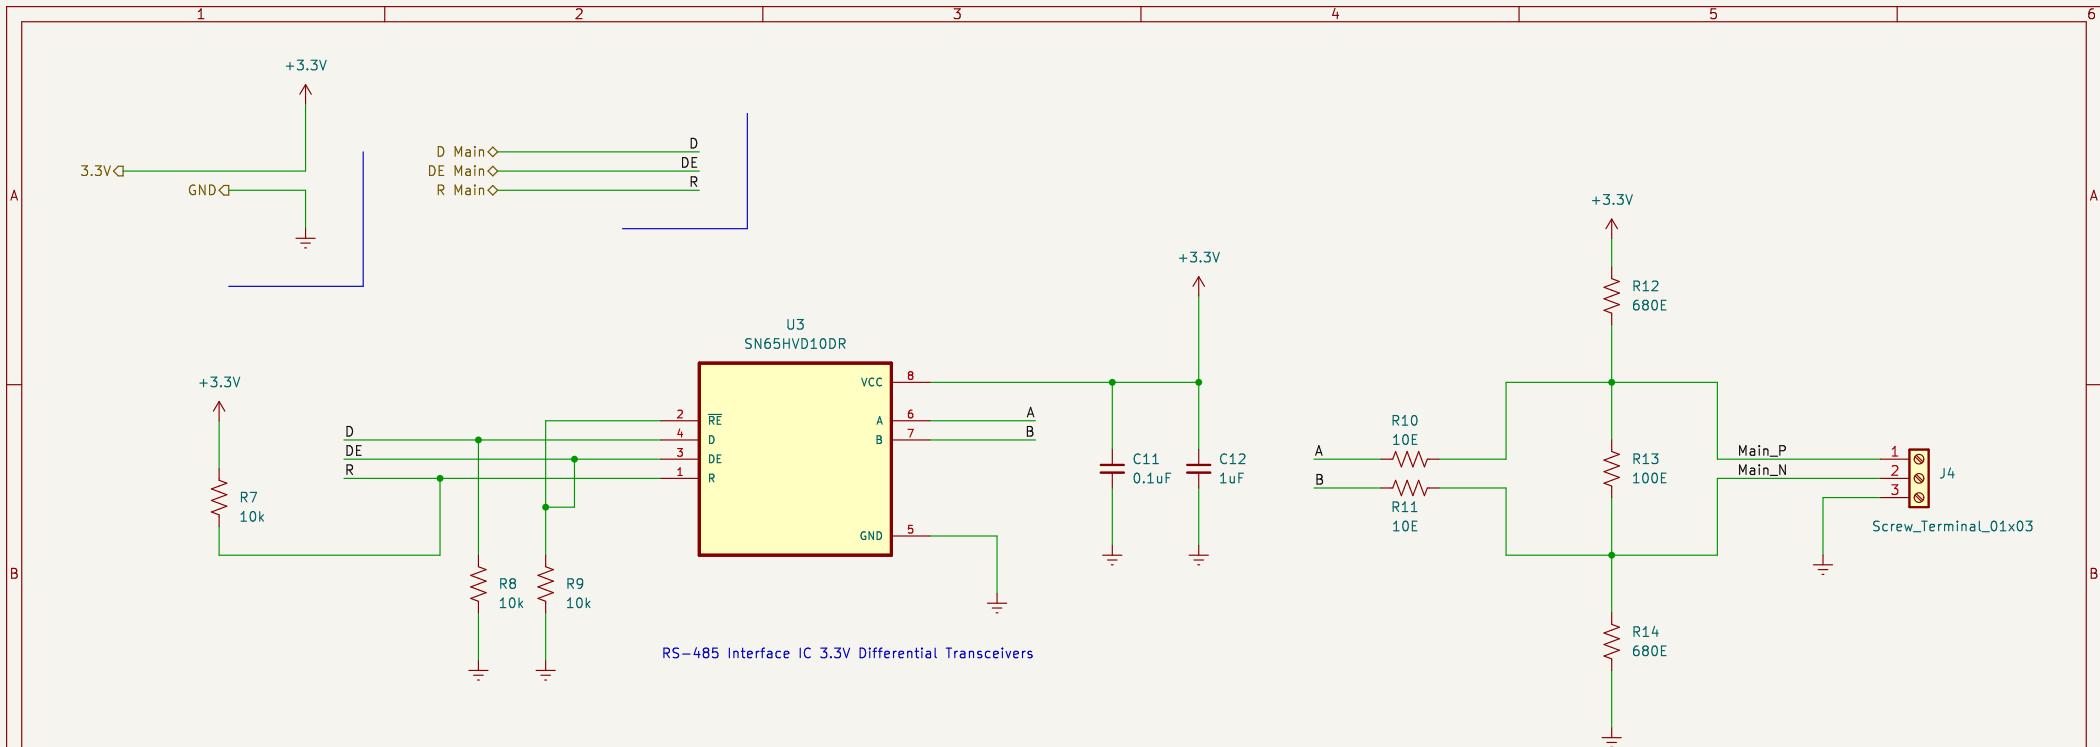 1 2 3 4 5 6
+3.3V
3.3V
GND
D Main D
DE Main DE
R Main R
A A
+3.3V
R12
680E
+3.3V
U3
SN65HVD10DR
+3.3V
VCC 8
2 RE A 6 A
4 D B 7 B
3 DE
1 R
D
DE
R
R7
10k
C11
0.1uF
C12
1uF
R10
10E
A
B
R11
10E
R13
100E
Main_P 1
Main_N 2
3
J4
Screw_Terminal_01x03
GND 5
B B
R8
10k
R9
10k
R14
680E
RS-485 Interface IC 3.3V Differential Transceivers